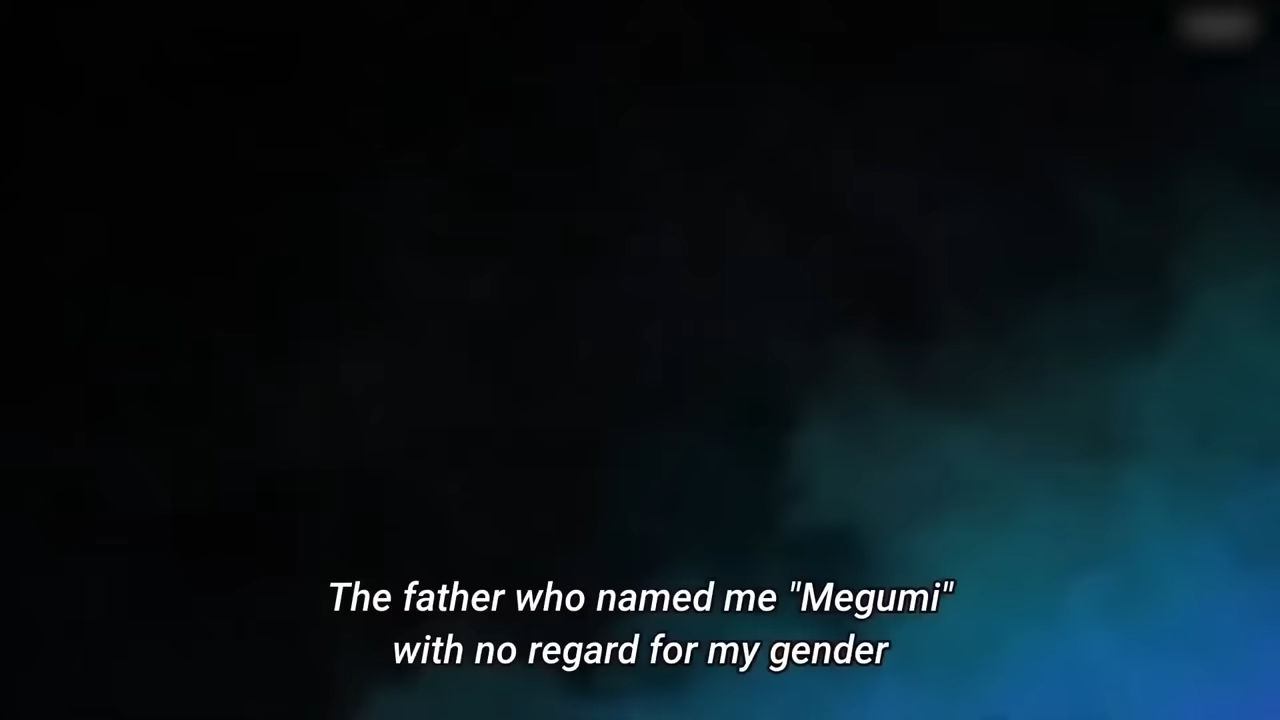 The father who named me "Megumi"
with no regard for my gender